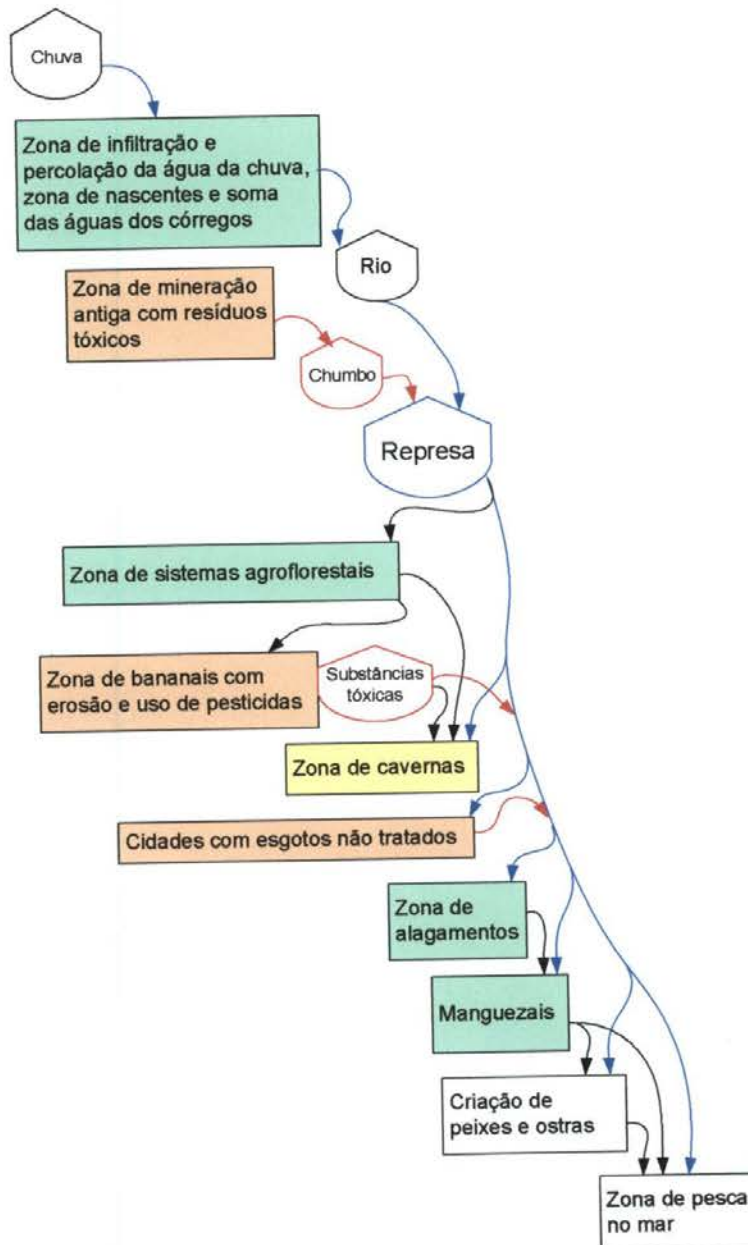 Chuva
Zona de infiltração e
percolação da água da chuva,
zona de nascentes e soma
das águas dos córregos
Rio
Zona de mineração
antiga com resíduos
tóxicos
Chumbo
Represa
Zona de sistemas agroflorestais
Zona de bananais com
erosão e uso de pesticidas
Substâncias
tóxicas
Zona de cavernas
Cidades com esgotos não tratados
Zona de
alagamentos
Manguezais
Criação de
peixes e ostras
Zona de pesca
no mar